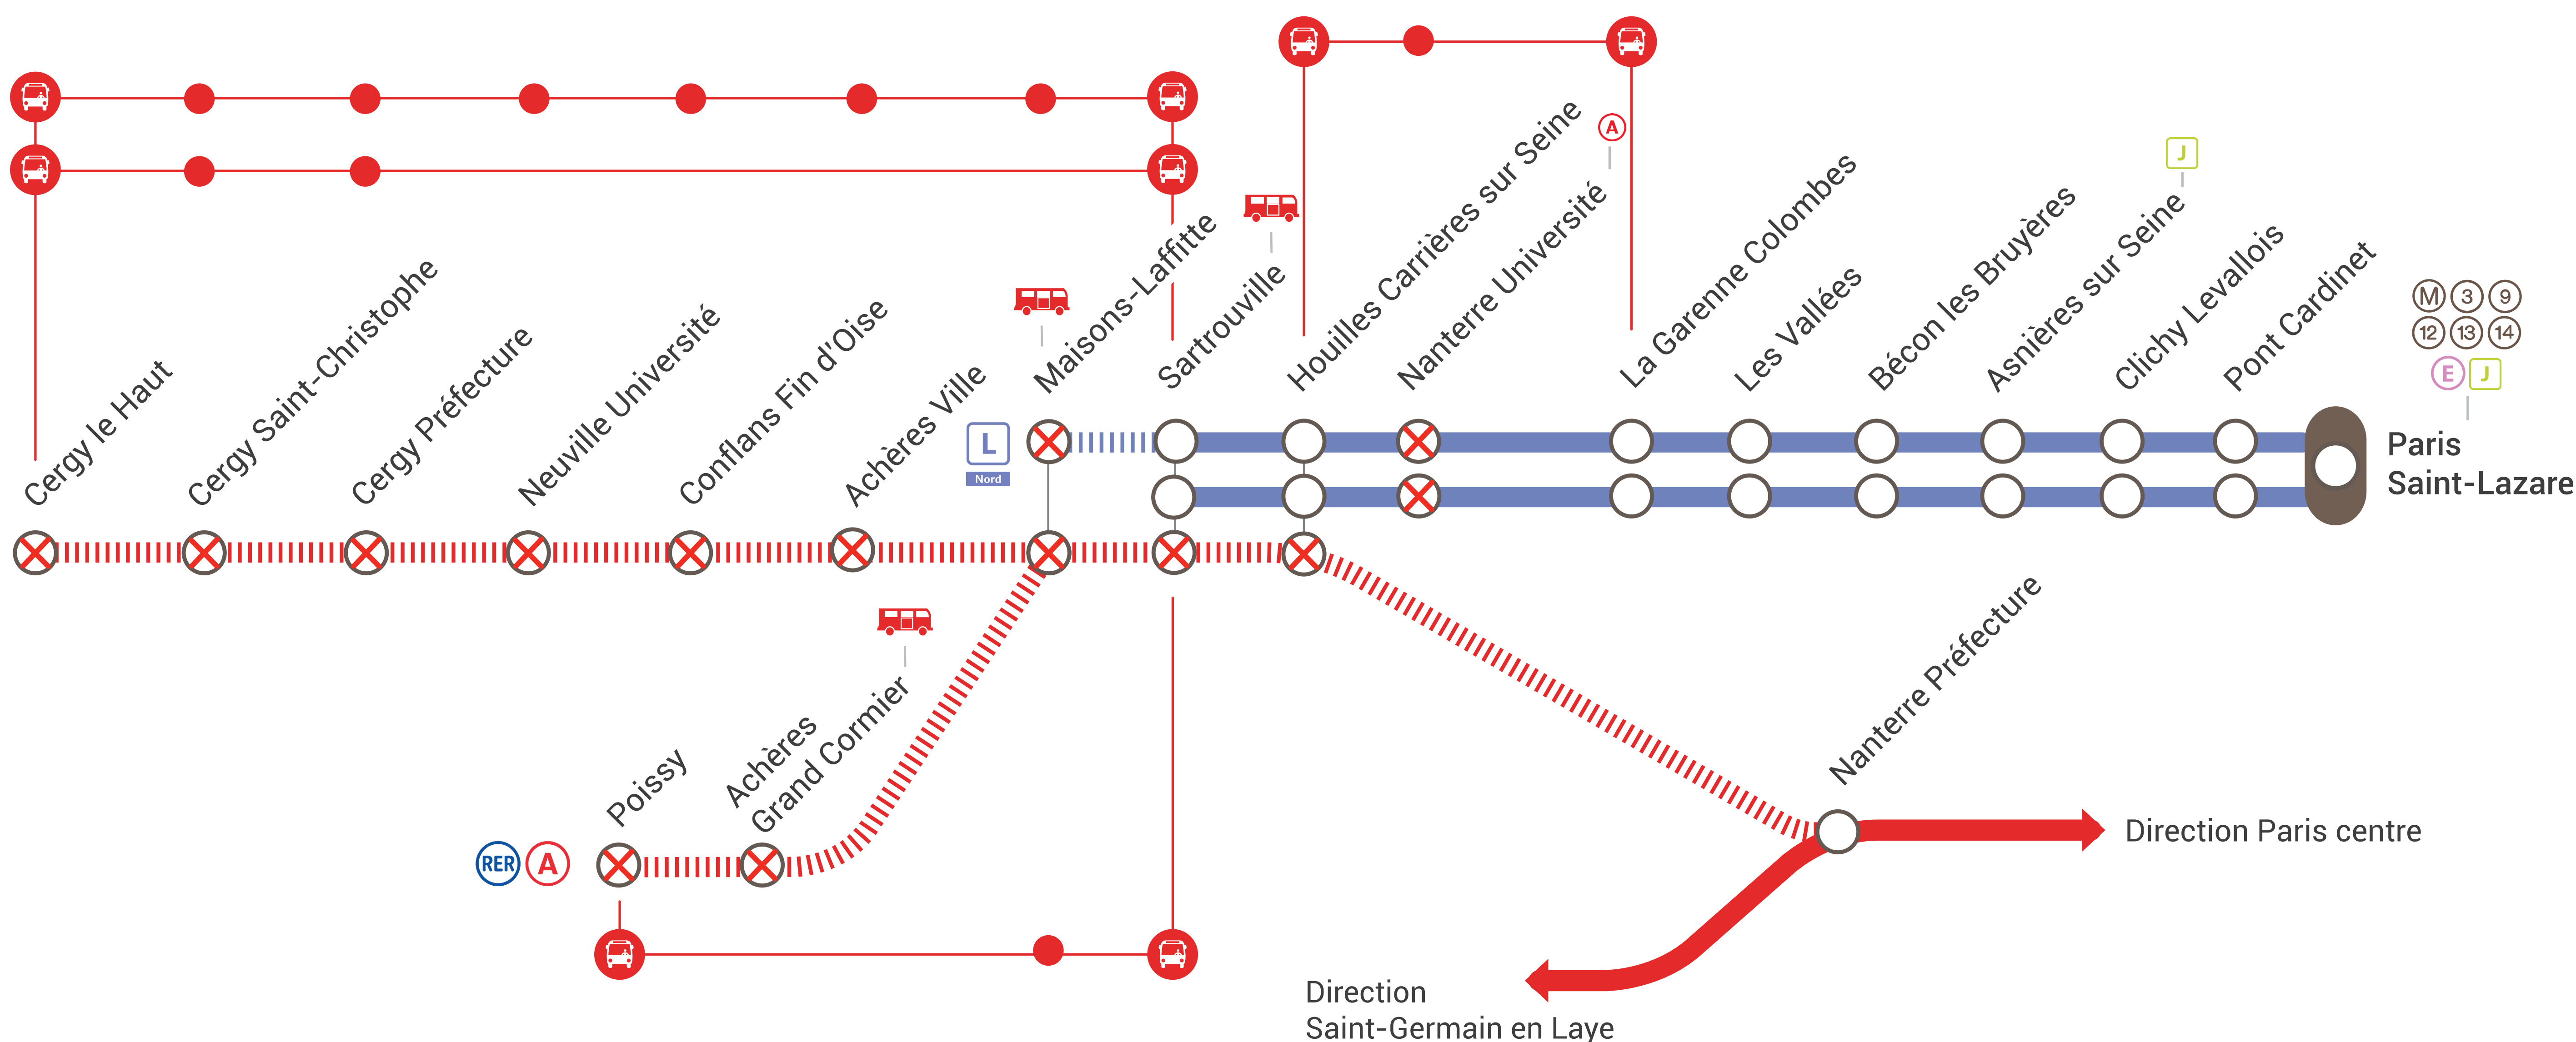 Cergy le Haut
Cergy Saint-Christophe
Cergy Préfecture
Neuville Université
Conflans Fin d'Oise
Achères Ville
Maisons-Laffitte
Sartrouville
Houilles Carrières sur Seine
A
Nanterre Université
La Garenne Colombes
Les Vallées
Bécon les Bruyères
J
Asnières sur Seine
Clichy Levallois
Pont Cardinet
M 3 9
12 13 14
E J
Paris
Saint-Lazare
L
Nord
Poissy
Achères
Grand Cormier
RER A
Nanterre Préfecture
Direction Paris centre
Direction
Saint-Germain en Laye